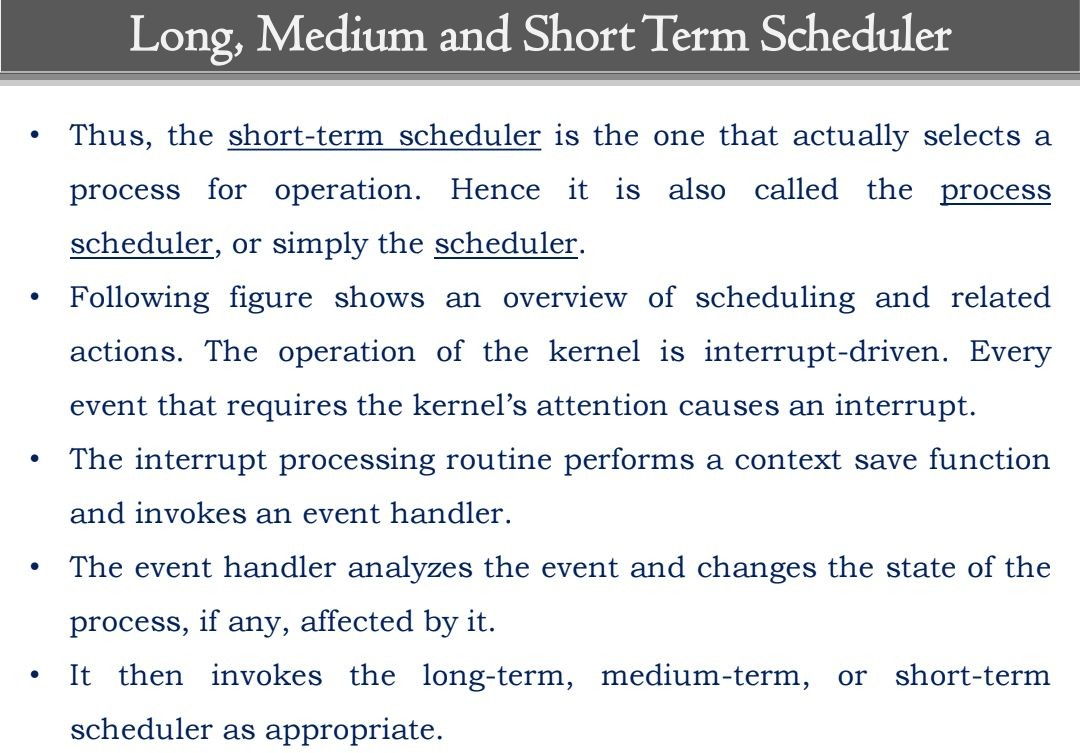 Long, Medium and Short Term Scheduler
• Thus, the short-term scheduler is the one that actually selects a
process for operation. Hence it is also called the process
scheduler, or simply the scheduler.
• Following figure shows an overview of scheduling and related
actions. The operation of the kernel is interrupt-driven. Every
event that requires the kernel’s attention causes an interrupt.
• The interrupt processing routine performs a context save function
and invokes an event handler.
• The event handler analyzes the event and changes the state of the
process, if any, affected by it.
• It then invokes the long-term, medium-term, or short-term
scheduler as appropriate.